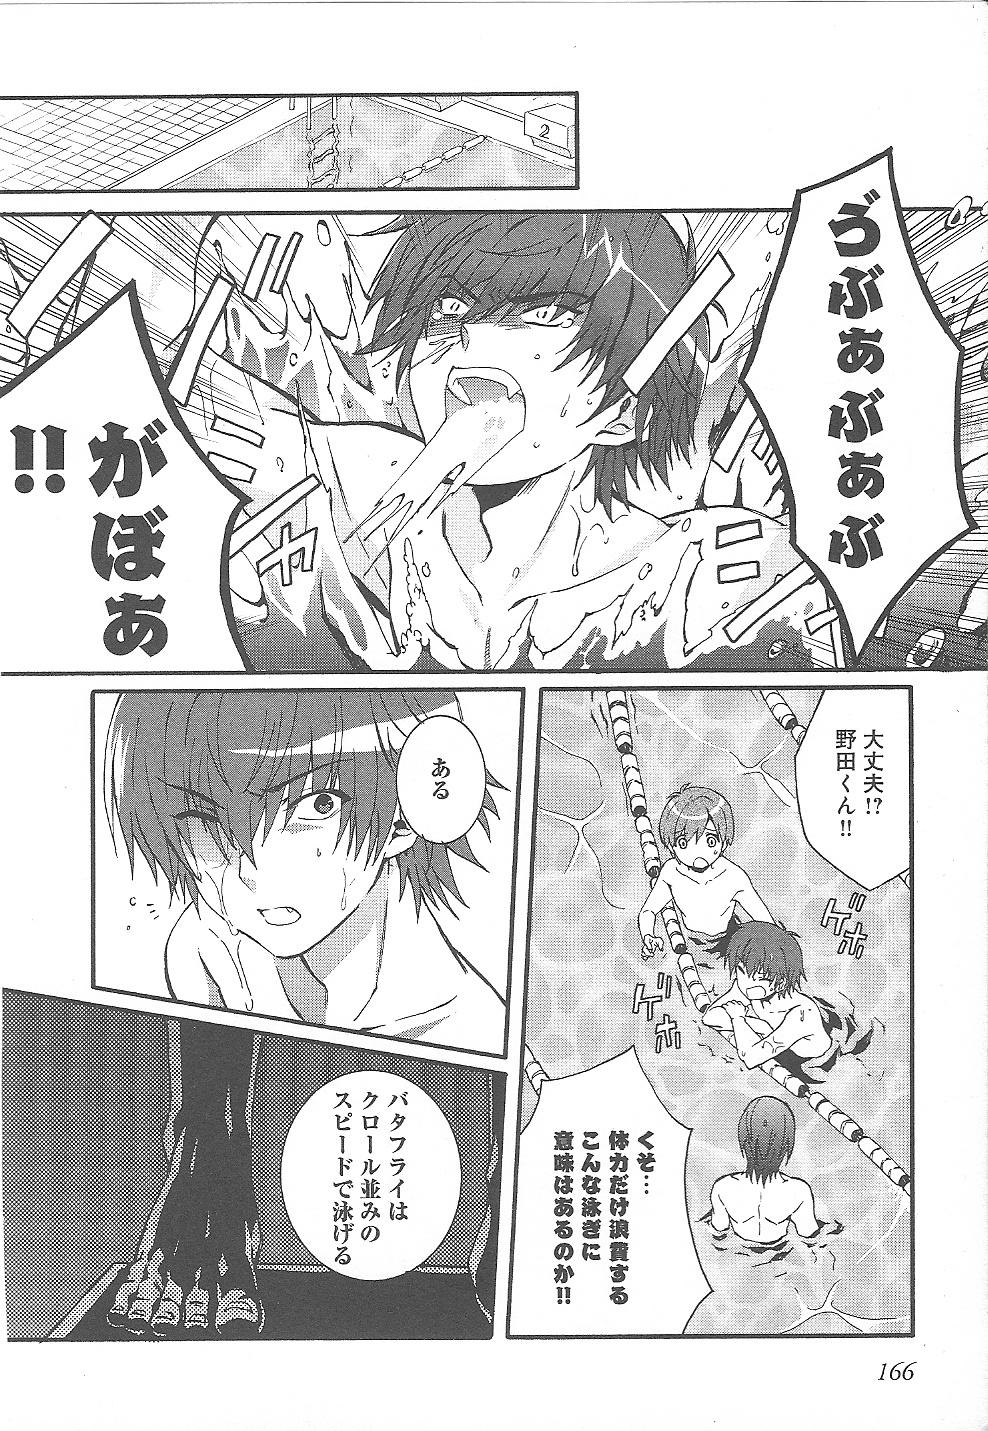 2
ゔぶぁぶぁぶ
がぼぁ
!!
大丈夫!?
野田くん!!
ゲホ
ゲホ
くそ…
体力だけ浪費する
こんな泳ぎに
意味はあるのか!!
ある
バタフライは
クロール並みの
スピードで泳げる
166